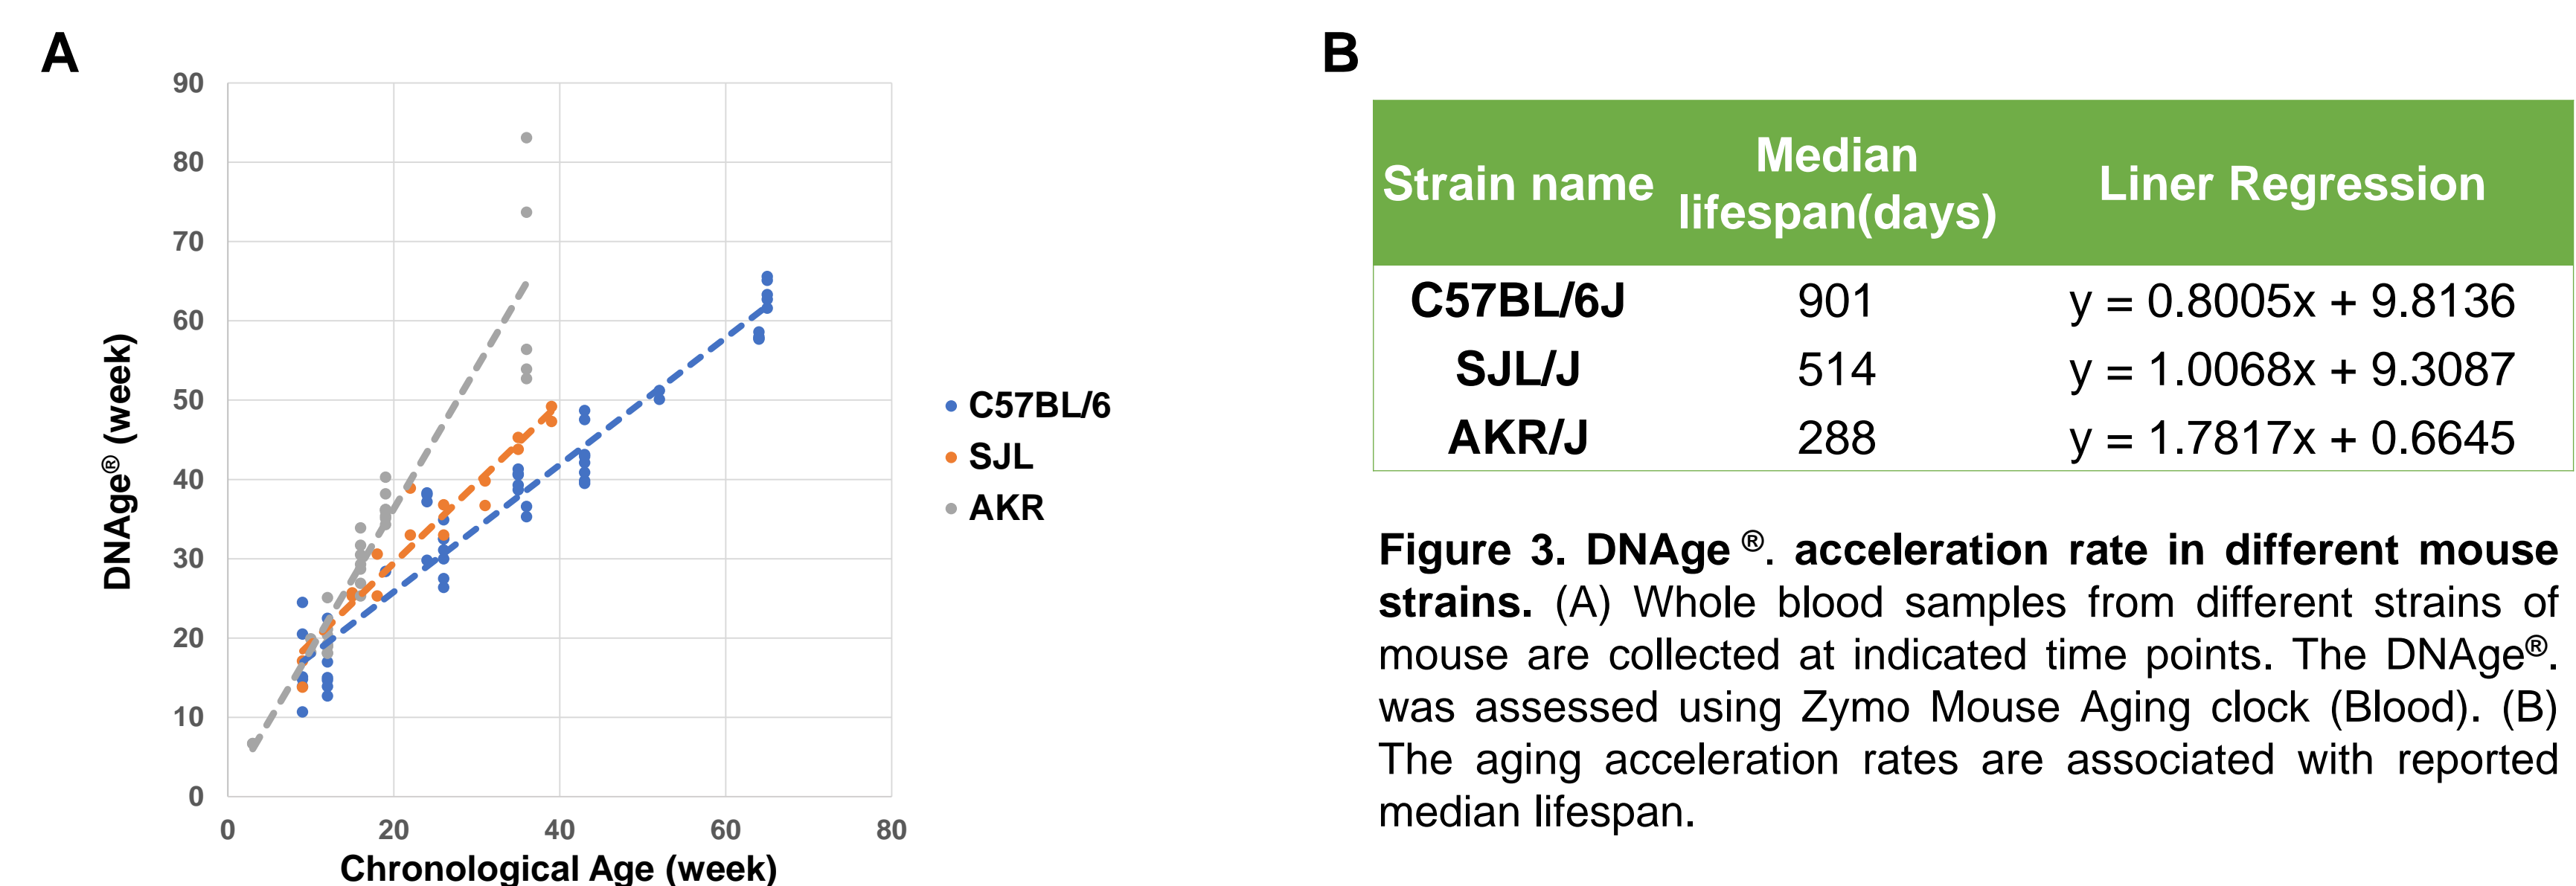 A
90
80
70
60
50
40
30
20
10
0
DNAge® (week)
0 20 40 60 80
Chronological Age (week)
C57BL/6
SJL
AKR
B
Strain name Median lifespan(days) Liner Regression
C57BL/6J 901 y = 0.8005x + 9.8136
SJL/J 514 y = 1.0068x + 9.3087
AKR/J 288 y = 1.7817x + 0.6645
Figure 3. DNAge ®. acceleration rate in different mouse
strains. (A) Whole blood samples from different strains of
mouse are collected at indicated time points. The DNAge®.
was assessed using Zymo Mouse Aging clock (Blood). (B)
The aging acceleration rates are associated with reported
median lifespan.